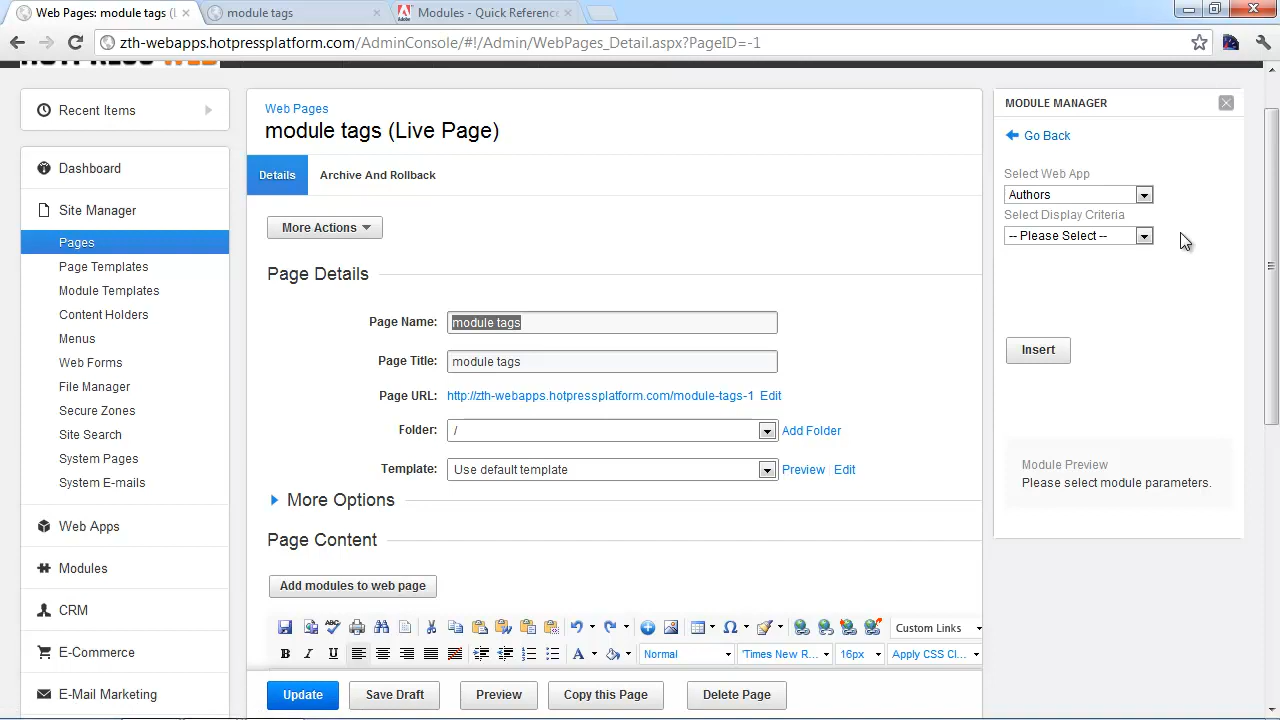 Web Pages: module tags (L
module tags
Modules - Quick Reference
zth-webapps.hotpressplatform.com/AdminConsole/#!/Admin/WebPages_Detail.aspx?PageID=-1
Recent Items
Dashboard
Site Manager
Pages
Page Templates
Module Templates
Content Holders
Menus
Web Forms
File Manager
Secure Zones
Site Search
System Pages
System E-mails
Web Apps
Modules
CRM
E-Commerce
E-Mail Marketing
Web Pages
module tags (Live Page)
Details
Archive And Rollback
More Actions
Page Details
Page Name: module tags
Page Title: module tags
Page URL: http://zth-webapps.hotpressplatform.com/module-tags-1 Edit
Folder: / Add Folder
Template: Use default template Preview Edit
More Options
Page Content
Add modules to web page
Custom Links
B I U A Normal 'Times New R... 16px Apply CSS Cl...
Update Save Draft Preview Copy this Page Delete Page
MODULE MANAGER
Go Back
Select Web App
Authors
Select Display Criteria
-- Please Select --
Insert
Module Preview
Please select module parameters.